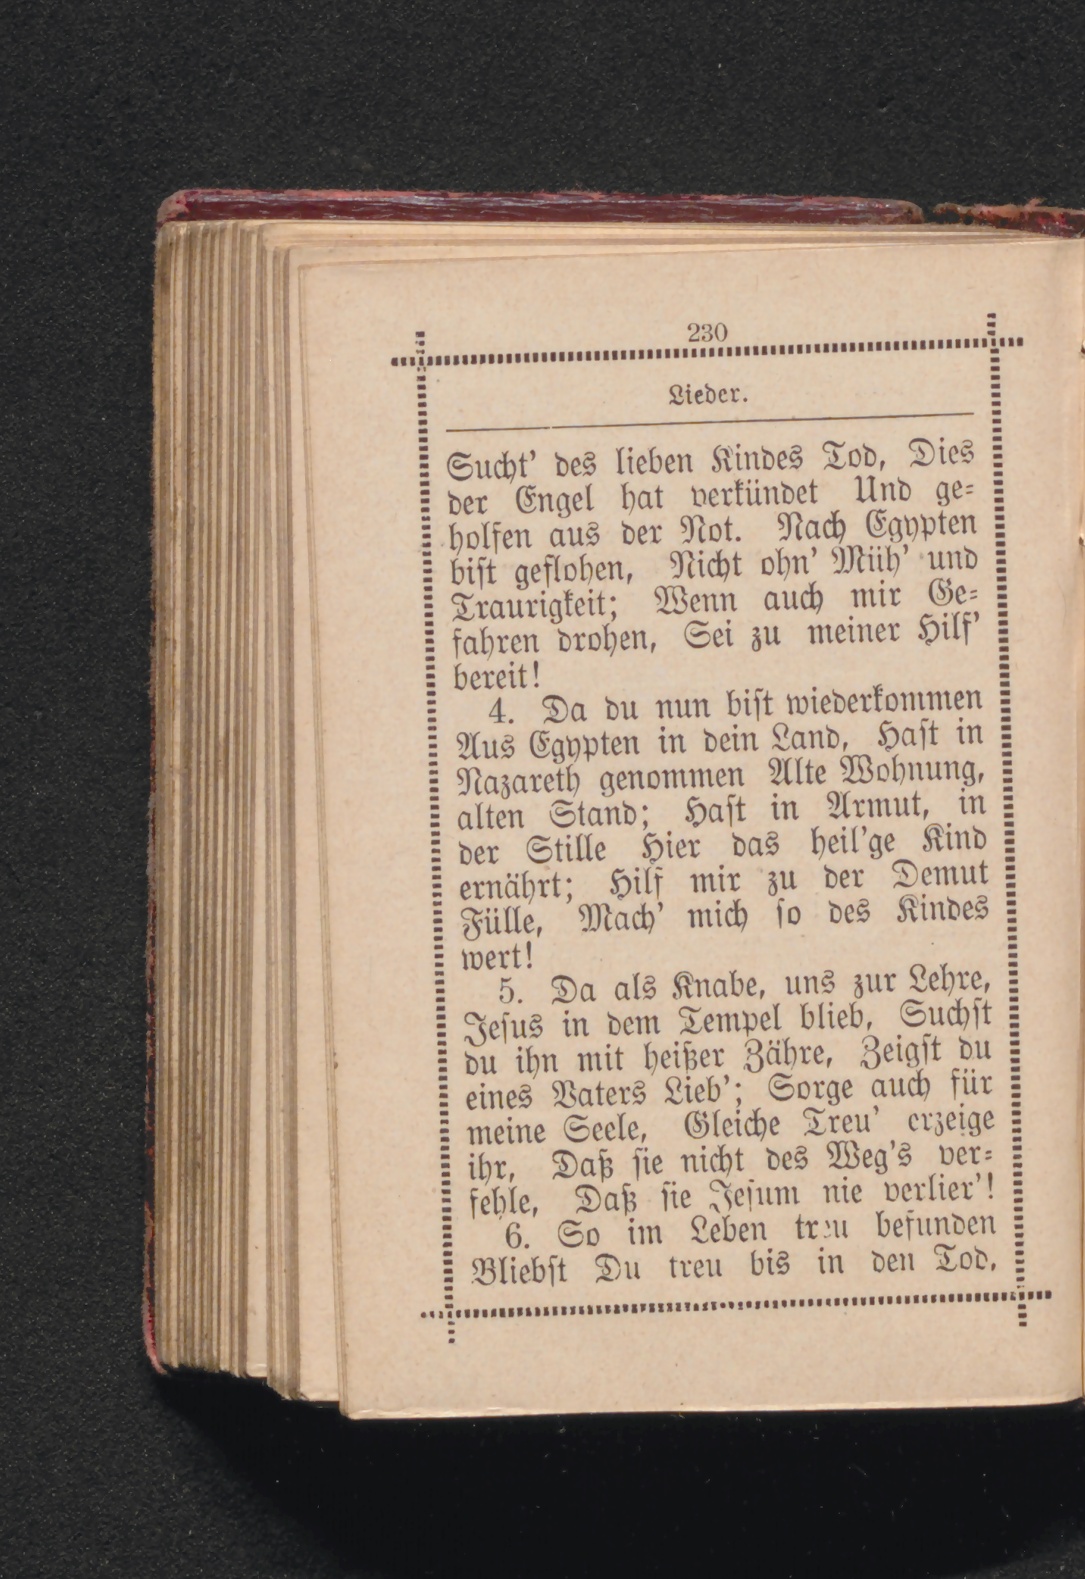 230
Lieder.
Sucht' des lieben Kindes Tod, Dies
der Engel hat verkündet Und ge=
holfen aus der Not. Nach Egypten
bist geflohen, Nicht ohn' Müh' und
Traurigkeit; Wenn auch mir Ge=
fahren drohen, Sei zu meiner Hilf'
bereit!
4. Da du nun bist wiederkommen
Aus Egypten in dein Land, Hast in
Nazareth genommen Alte Wohnung,
alten Stand; Hast in Armut, in
der Stille Hier das heil'ge Kind
ernährt; Hilf mir zu der Demut
Fülle, Mach' mich so des Kindes
wert!
5. Da als Knabe, uns zur Lehre,
Jesus in dem Tempel blieb, Suchst
du ihn mit heißer Zähre, Zeigst du
eines Vaters Lieb'; Sorge auch für
meine Seele, Gleiche Treu' erzeige
ihr, Daß sie nicht des Weg's ver=
fehle, Daß sie Jesum nie verlier'!
6. So im Leben treu befunden
Bliebst Du treu bis in den Tod,